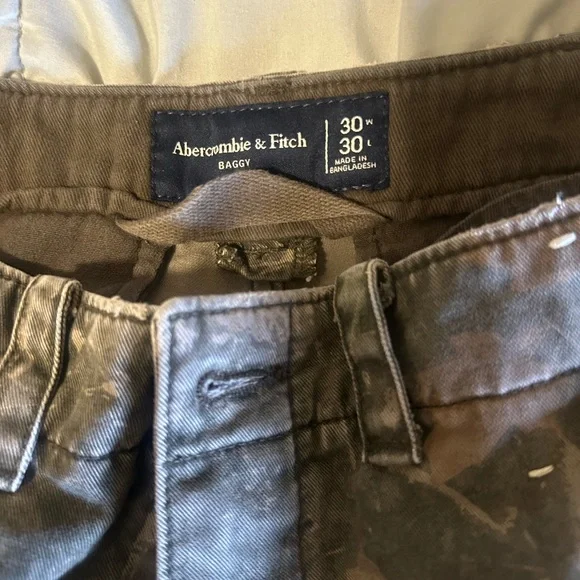 Abercrombie & Fitch
BAGGY
30 W
30 L
MADE IN
BANGLADESH